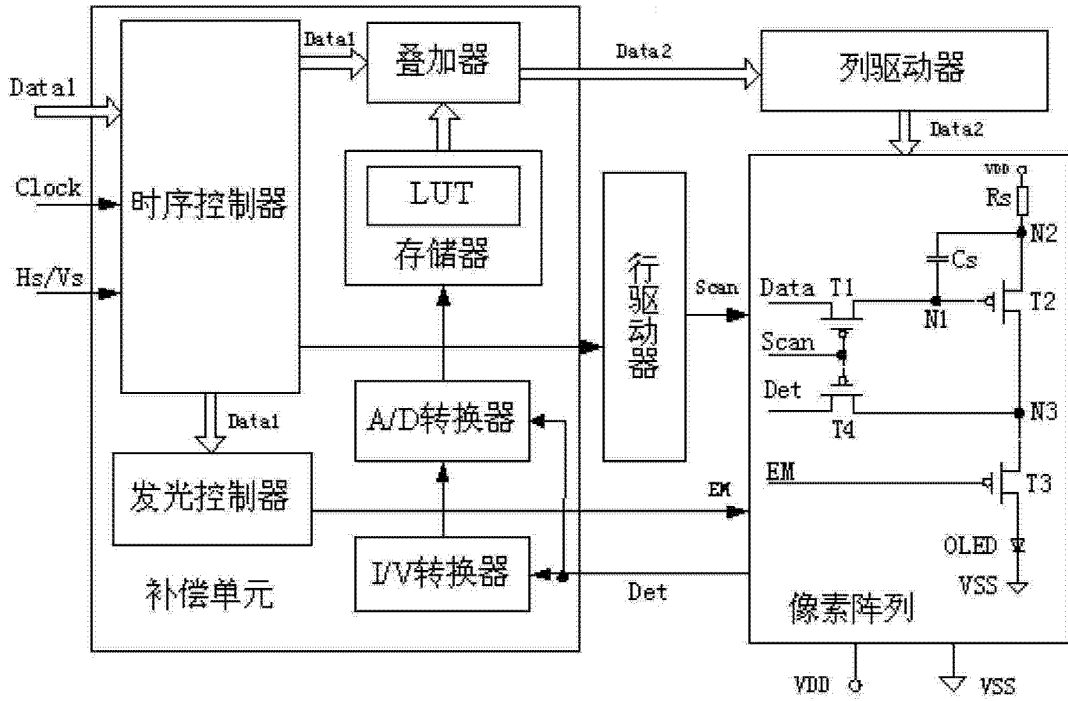 Data1
Clock
Hs/Vs
时序控制器
Data1
叠加器
LUT
存储器
Data1
A/D转换器
发光控制器
I/V转换器
补偿单元
Data2
列驱动器
Data2
行驱动器
Scan
EM
Det
VDD
Rs
N2
Cs
Data
T1
N1
T2
Scan
Det
T4
N3
EM
T3
OLED
VSS
像素阵列
VDD
VSS